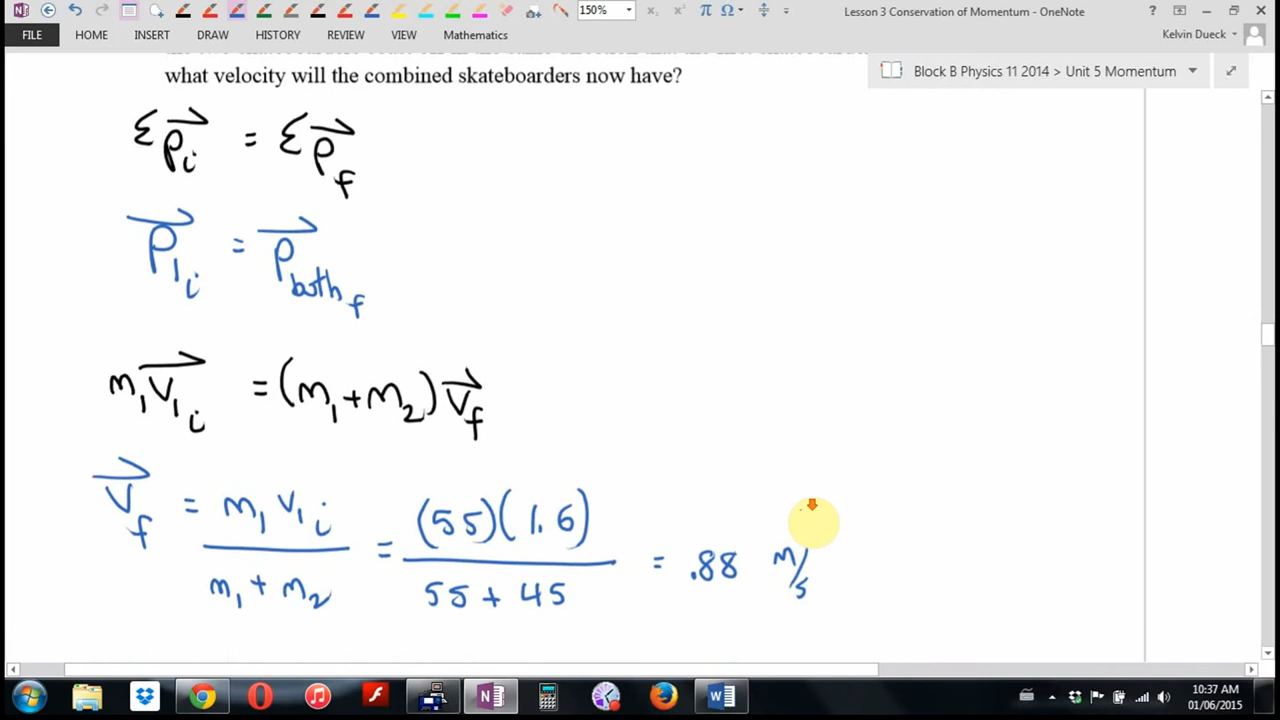 150%
Lesson 3 Conservation of Momentum - OneNote
FILE HOME INSERT DRAW HISTORY REVIEW VIEW Mathematics
Kelvin Dueck
Block B Physics 11 2014 > Unit 5 Momentum
what velocity will the combined skateboarders now have?
Σp⃗i = Σp⃗f
p⃗1i = p⃗both f
m1v⃗1i = (m1+m2)v⃗f
v⃗f = m1v1i / m1+m2 = (55)(1.6) / 55+45 = .88 m/s
10:37 AM
01/06/2015